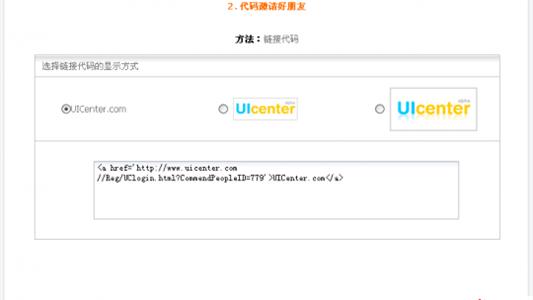 2.代码邀请好朋友
方法：链接代码
选择链接代码的显示方式
UICenter.com
UIcenter alpha
UIcenter alpha
<a href='http://www.uicenter.com
//Reg/UClogin.html?CommendPeopleID=779'>UICenter.com</a>